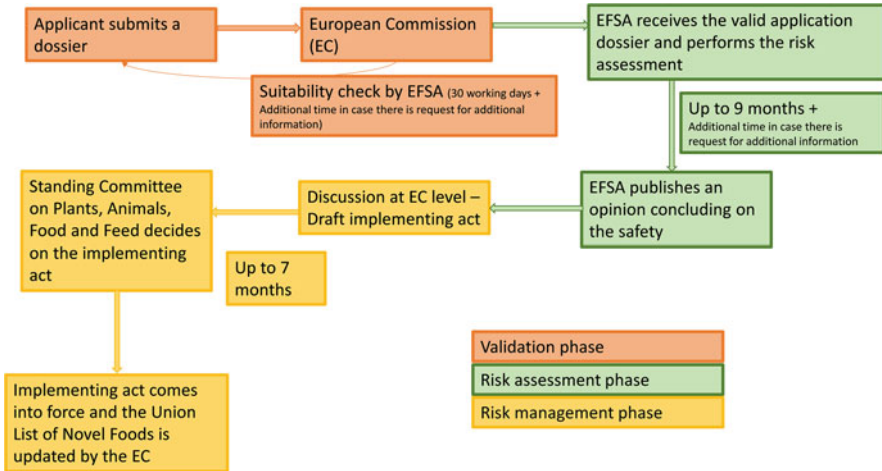 Applicant submits a
dossier
European Commission
(EC)
EFSA receives the valid application
dossier and performs the risk
assessment
Suitability check by EFSA (30 working days +
Additional time in case there is request for additional
information)
Up to 9 months +
Additional time in case there is
request for additional information
Standing Committee
on Plants, Animals,
Food and Feed decides
on the implementing
act
Discussion at EC level –
Draft implementing act
EFSA publishes an
opinion concluding on
the safety
Up to 7
months
Implementing act comes
into force and the Union
List of Novel Foods is
updated by the EC
Validation phase
Risk assessment phase
Risk management phase